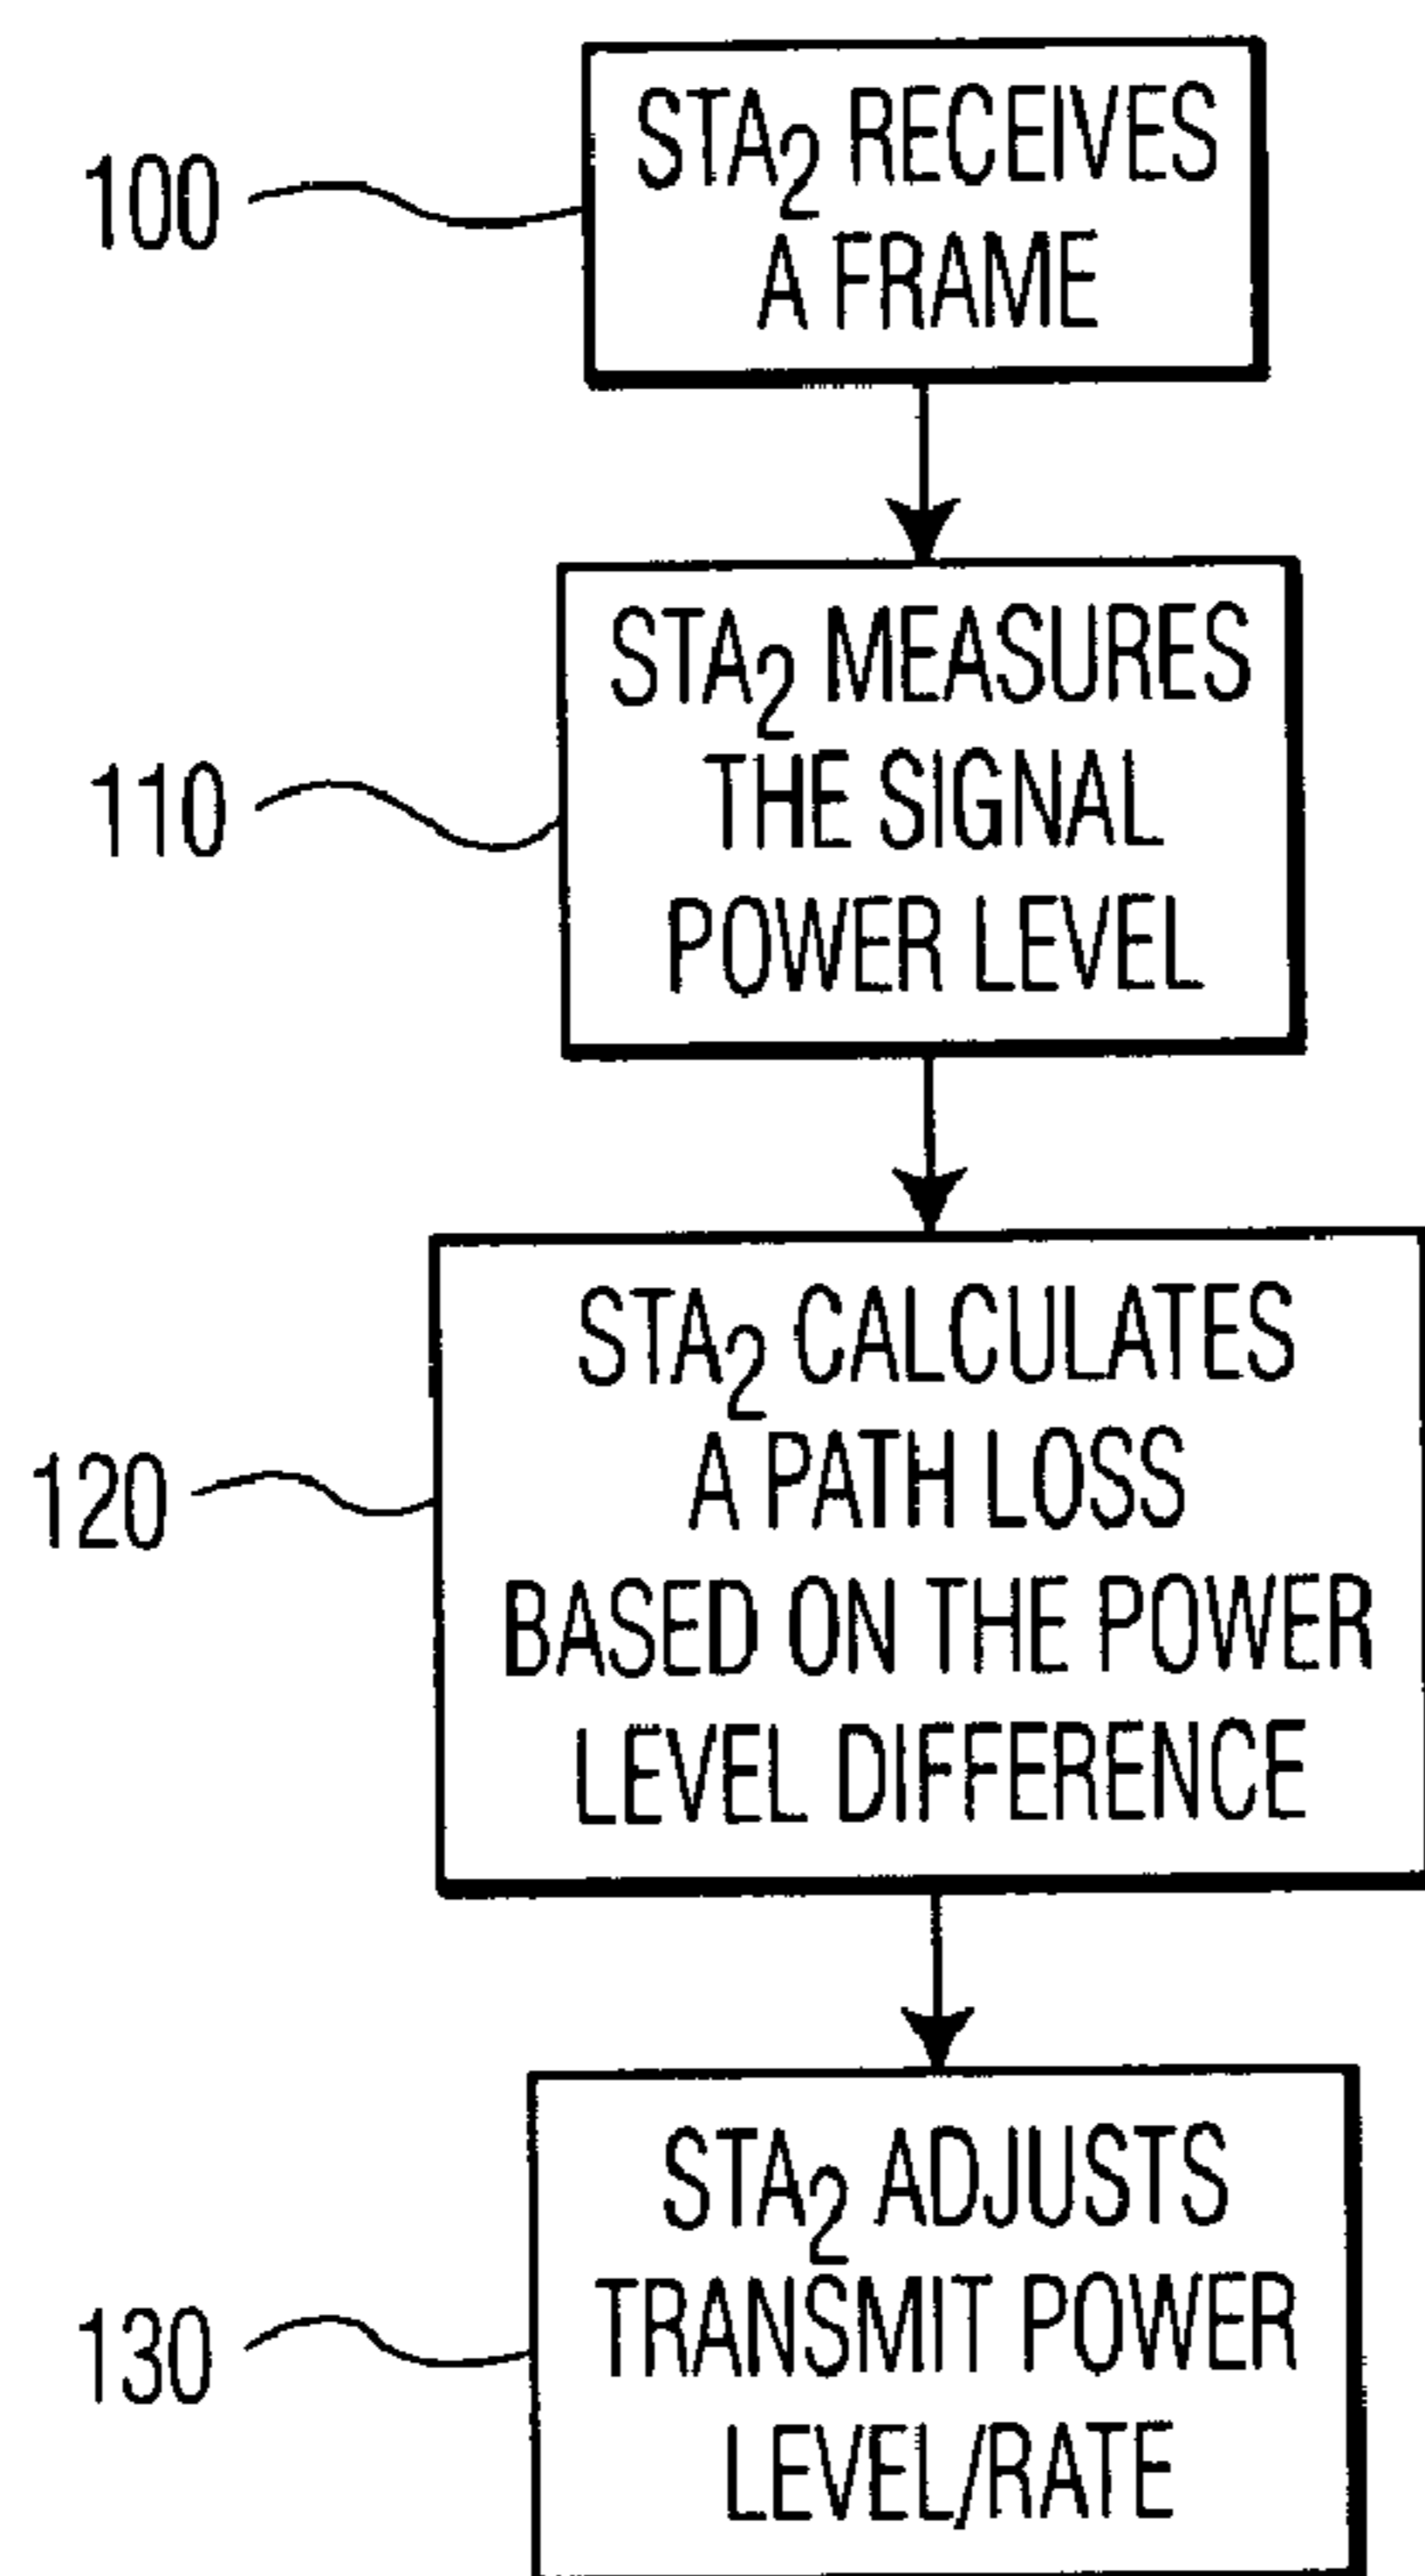 100
STA2 RECEIVES
A FRAME
110
STA2 MEASURES
THE SIGNAL
POWER LEVEL
120
STA2 CALCULATES
A PATH LOSS
BASED ON THE POWER
LEVEL DIFFERENCE
130
STA2 ADJUSTS
TRANSMIT POWER
LEVEL/RATE